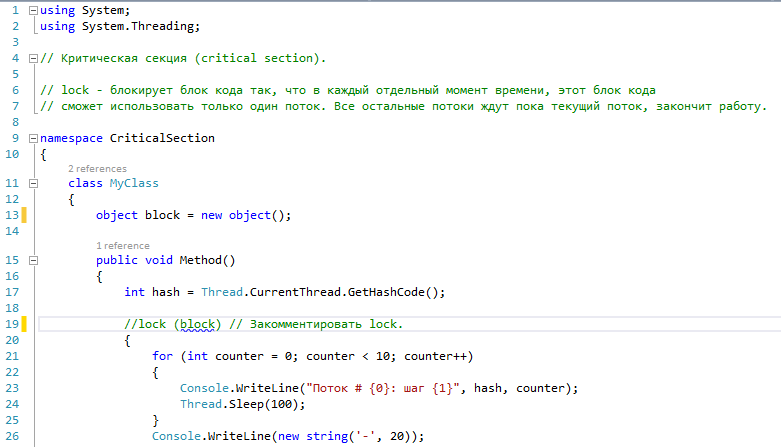 1 using System;
2 using System.Threading;
3
4 // Критическая секция (critical section).
5
6 // lock - блокирует блок кода так, что в каждый отдельный момент времени, этот блок кода
7 // сможет использовать только один поток. Все остальные потоки ждут пока текущий поток, закончит работу.
8
9 namespace CriticalSection
10 {
2 references
11 class MyClass
12 {
13 object block = new object();
14
1 reference
15 public void Method()
16 {
17 int hash = Thread.CurrentThread.GetHashCode();
18
19 //lock (block) // Закомментировать lock.
20 {
21 for (int counter = 0; counter < 10; counter++)
22 {
23 Console.WriteLine("Поток # {0}: шаг {1}", hash, counter);
24 Thread.Sleep(100);
25 }
26 Console.WriteLine(new string('-', 20));